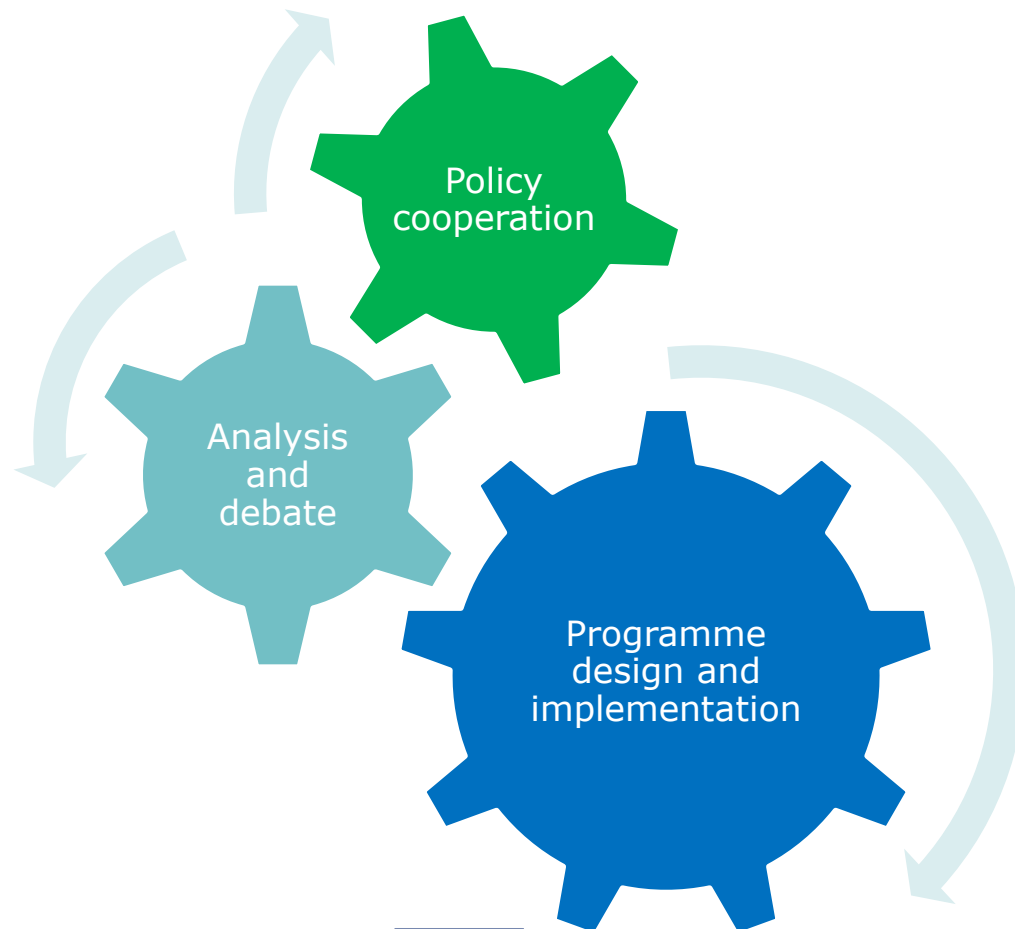 Policy
cooperation
Analysis
and
debate
Programme
design and
implementation